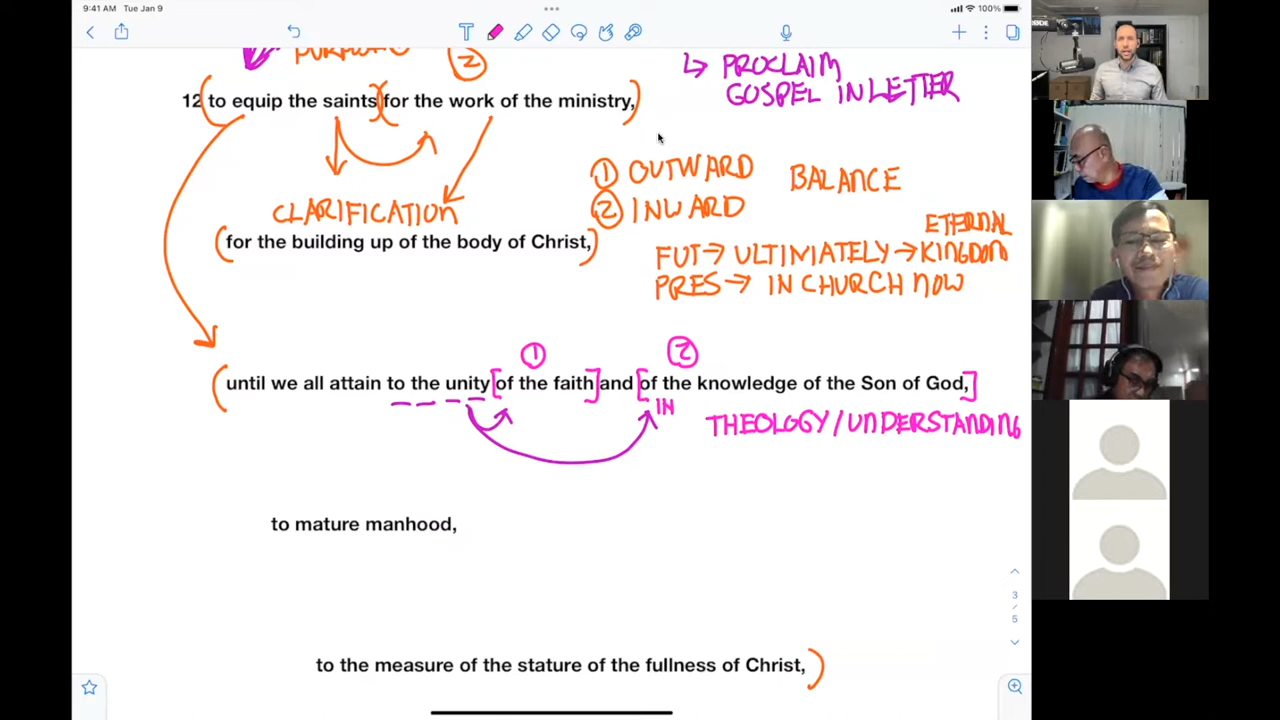 9:41 AM Tue Jan 9
100%
②
↳ PROCLAIM
GOSPEL IN LETTER
12 to equip the saints for the work of the ministry,
① OUTWARD BALANCE
② INWARD
CLARIFICATION
for the building up of the body of Christ,
ETERNAL
FUT → ULTIMATELY → KINGDOM
PRES → IN CHURCH NOW
① ②
until we all attain to the unity [of the faith] and [of the knowledge of the Son of God,]
IN
THEOLOGY/UNDERSTANDING
to mature manhood,
3
/
5
to the measure of the stature of the fullness of Christ,